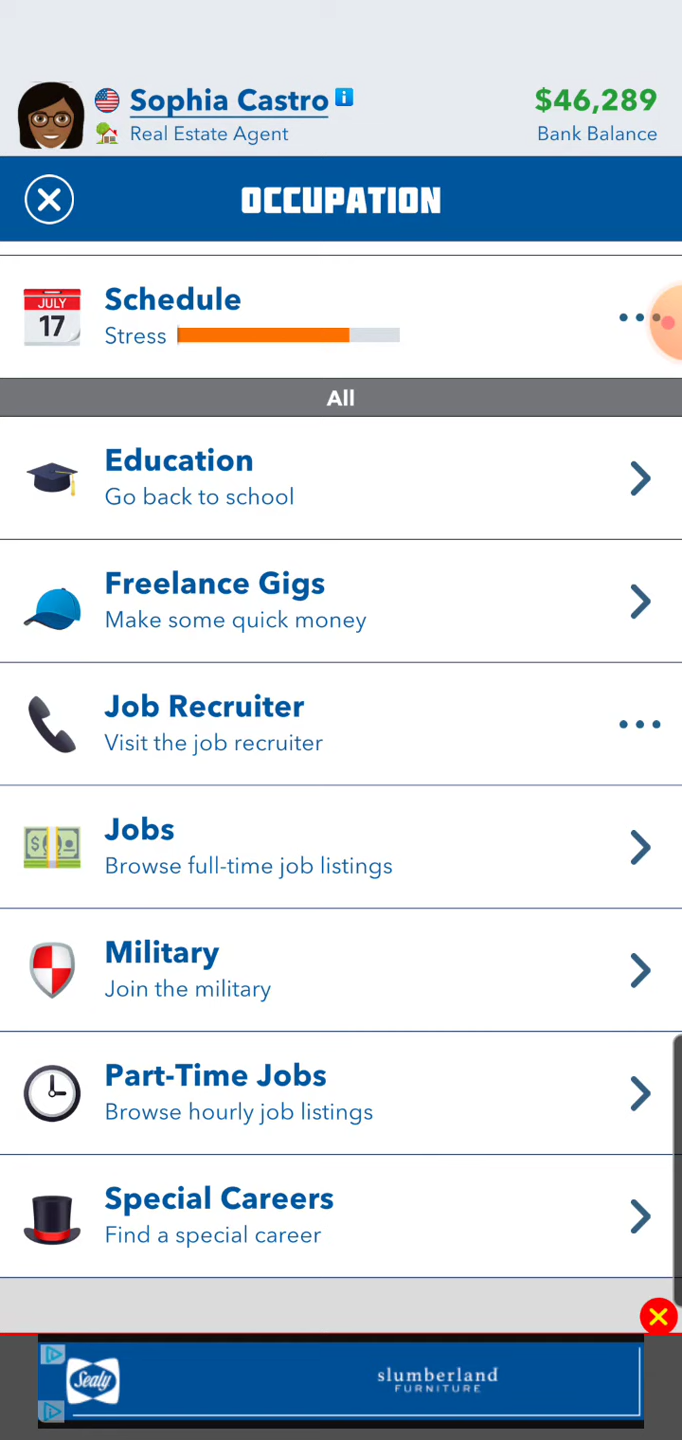 Sophia Castro
$46,289
Real Estate Agent
Bank Balance
OCCUPATION
JULY
17
Schedule
Stress
All
Education
Go back to school
Freelance Gigs
Make some quick money
Job Recruiter
Visit the job recruiter
Jobs
Browse full-time job listings
Military
Join the military
Part-Time Jobs
Browse hourly job listings
Special Careers
Find a special career
Sealy
slumberland
FURNITURE